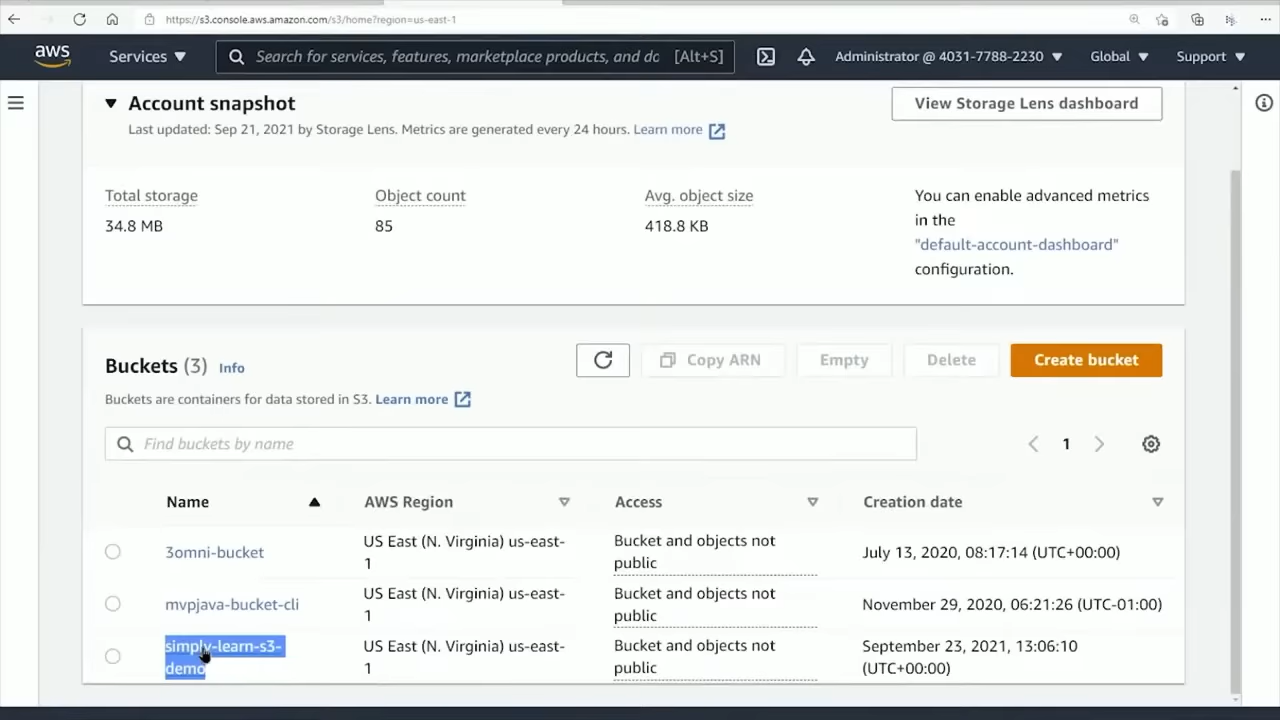 https://s3.console.aws.amazon.com/s3/home?region=us-east-1
aws Services Search for services, features, marketplace products, and do [Alt+S] Administrator @ 4031-7788-2230 Global Support
Account snapshot
View Storage Lens dashboard
Last updated: Sep 21, 2021 by Storage Lens. Metrics are generated every 24 hours. Learn more
Total storage
34.8 MB
Object count
85
Avg. object size
418.8 KB
You can enable advanced metrics
in the
"default-account-dashboard"
configuration.
Buckets (3) Info
Copy ARN Empty Delete Create bucket
Buckets are containers for data stored in S3. Learn more
Find buckets by name
1
Name AWS Region Access Creation date
3omni-bucket
US East (N. Virginia) us-east-
1
Bucket and objects not
public
July 13, 2020, 08:17:14 (UTC+00:00)
mvpjava-bucket-cli
US East (N. Virginia) us-east-
1
Bucket and objects not
public
November 29, 2020, 06:21:26 (UTC-01:00)
simply-learn-s3-
demo
US East (N. Virginia) us-east-
1
Bucket and objects not
public
September 23, 2021, 13:06:10
(UTC+00:00)